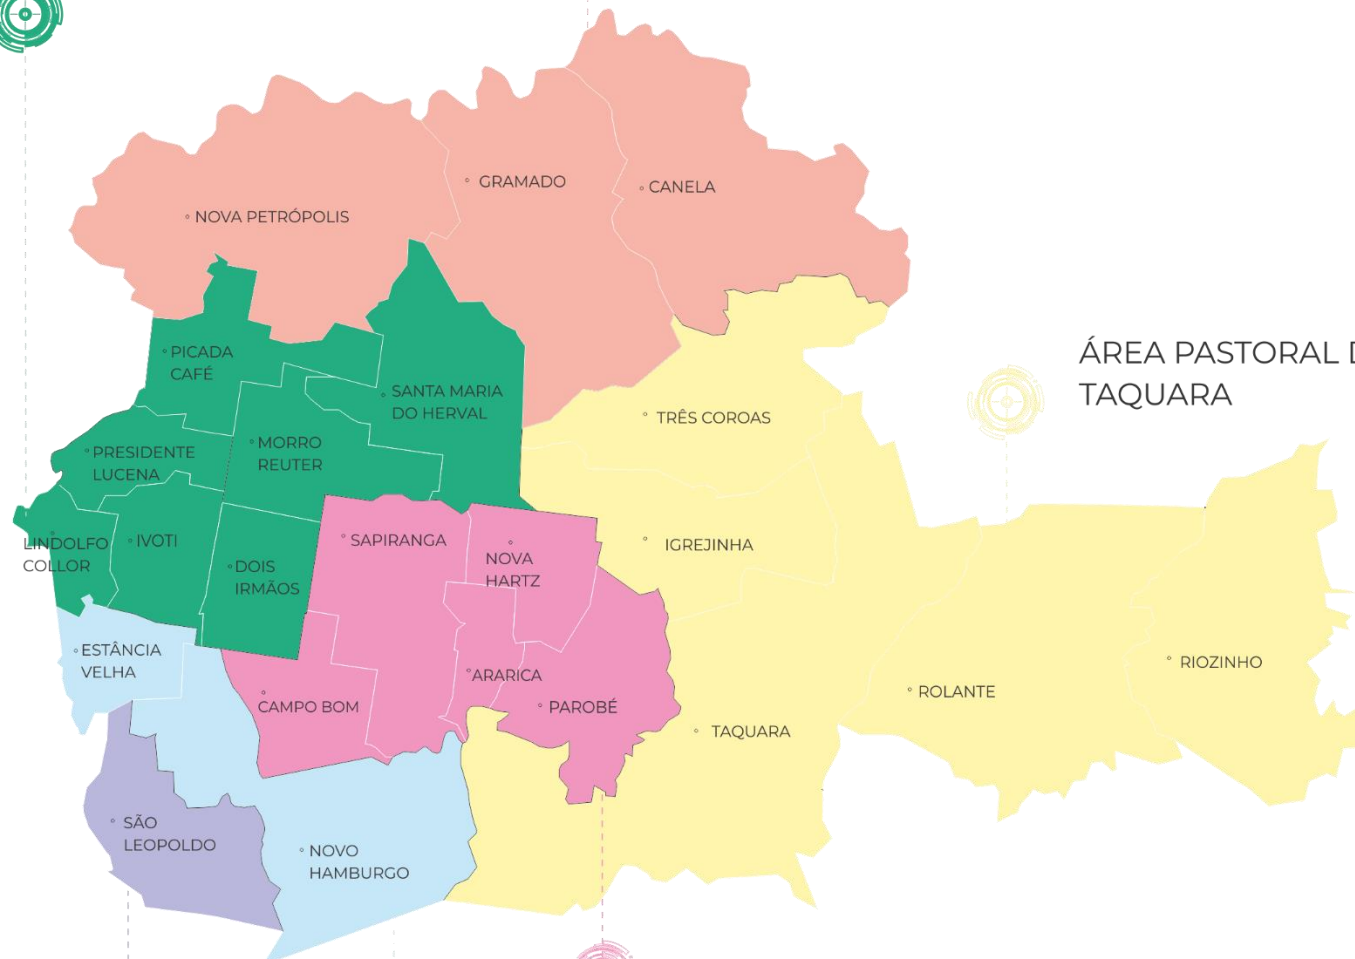 GRAMADO
CANELA
NOVA PETRÓPOLIS
PICADA
CAFÉ
SANTA MARIA
DO HERVAL
ÁREA PASTORAL
TAQUARA
TRÊS COROAS
MORRO
REUTER
PRESIDENTE
LUCENA
LINDOLFO
COLLOR
IVOTI
DOIS
IRMÃOS
SAPIRANGA
NOVA
HARTZ
IGREJINHA
ESTÂNCIA
VELHA
CAMPO BOM
ARARICA
PAROBÉ
TAQUARA
ROLANTE
RIOZINHO
SÃO
LEOPOLDO
NOVO
HAMBURGO